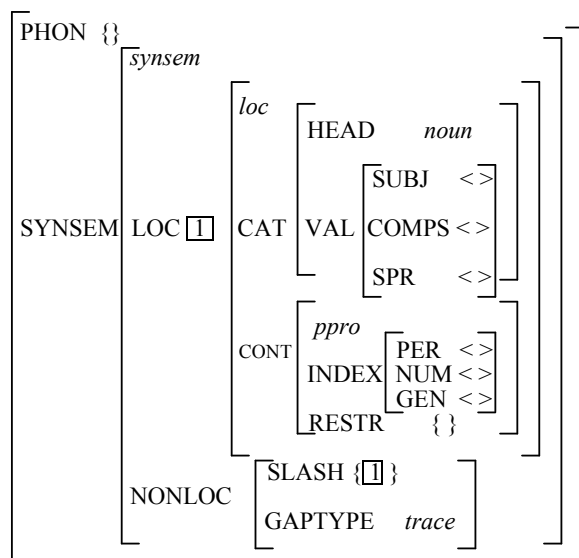 PHON {}
synsem
loc
HEAD noun
SUBJ < >
SYNSEM LOC 1 CAT VAL COMPS < >
SPR < >
ppro
CONT
PER < >
INDEX NUM < >
GEN < >
RESTR { }
SLASH { 1 }
NONLOC
GAPTYPE trace